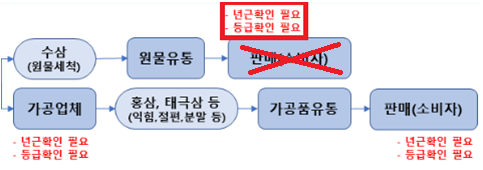 - 년근확인 필요
- 등급확인 필요
수삼
(원물세척)
원물유통
판매(소비자)
가공업체
홍삼, 태극삼 등
(익힘,절편,분말 등)
가공품유통
판매(소비자)
- 년근확인 필요
- 등급확인 필요
- 년근확인 필요
- 등급확인 필요